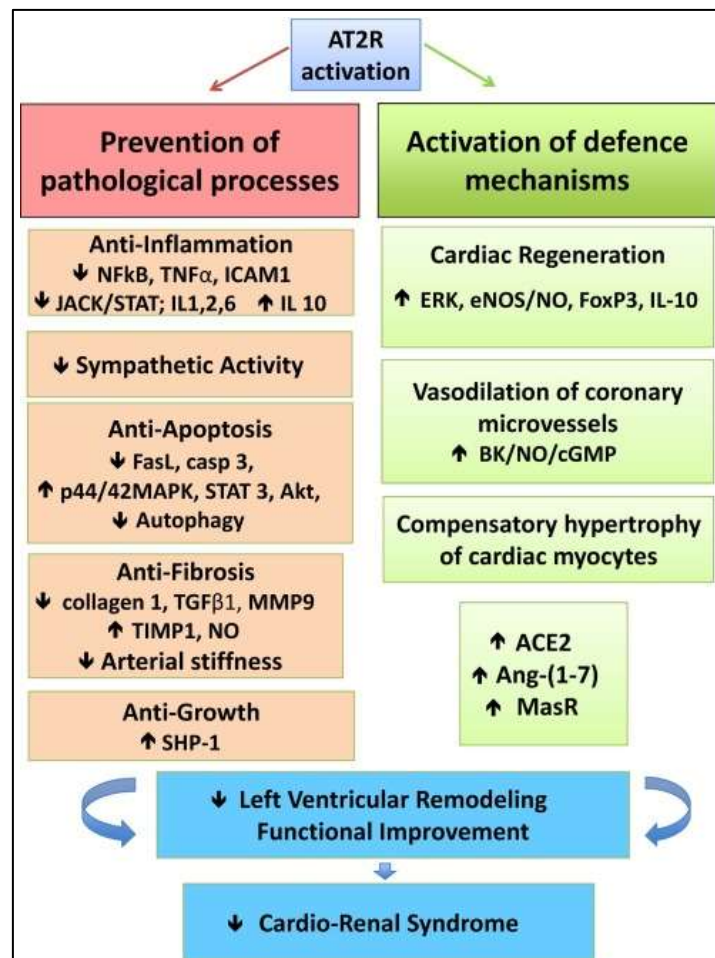 AT2R
activation
Prevention of
pathological processes
Anti-Inflammation
↓ NFkB, TNFα, ICAM1
↓ JACK/STAT; IL1,2,6 ↑ IL 10
↓ Sympathetic Activity
Anti-Apoptosis
↓ FasL, casp 3,
↑ p44/42MAPK, STAT 3, Akt,
↓ Autophagy
Anti-Fibrosis
↓ collagen 1, TGFβ1, MMP9
↑ TIMP1, NO
↓ Arterial stiffness
Anti-Growth
↑ SHP-1
Activation of defence
mechanisms
Cardiac Regeneration
↑ ERK, eNOS/NO, FoxP3, IL-10
Vasodilation of coronary
microvessels
↑ BK/NO/cGMP
Compensatory hypertrophy
of cardiac myocytes
↑ ACE2
↑ Ang-(1-7)
↑ MasR
↓ Left Ventricular Remodeling
Functional Improvement
↓ Cardio-Renal Syndrome